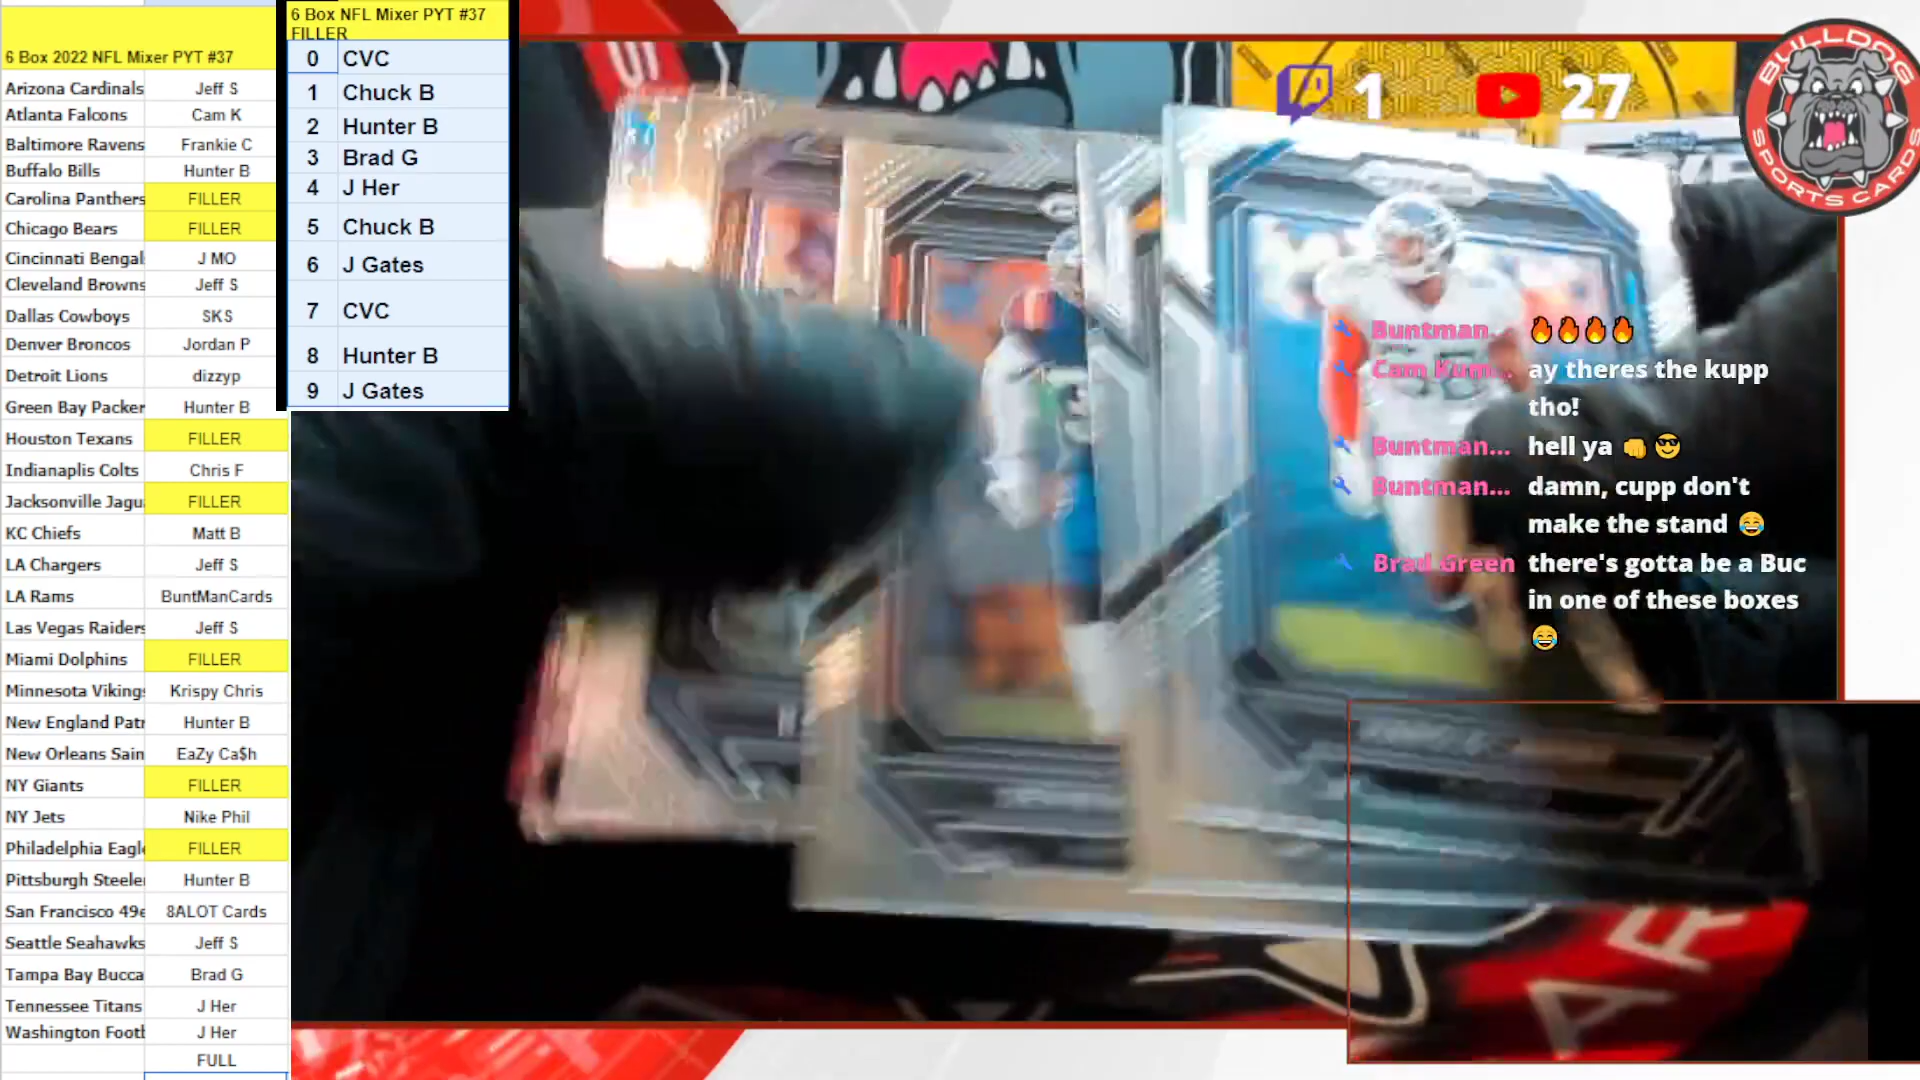 6 Box 2022 NFL Mixer PYT #37
Arizona Cardinals Jeff S
Atlanta Falcons Cam K
Baltimore Ravens Frankie C
Buffalo Bills Hunter B
Carolina Panthers FILLER
Chicago Bears FILLER
Cincinnati Bengal J MO
Cleveland Browns Jeff S
Dallas Cowboys SKS
Denver Broncos Jordan P
Detroit Lions dizzyp
Green Bay Packer Hunter B
Houston Texans FILLER
Indianaplis Colts Chris F
Jacksonville Jagu FILLER
KC Chiefs Matt B
LA Chargers Jeff S
LA Rams BuntManCards
Las Vegas Raiders Jeff S
Miami Dolphins FILLER
Minnesota Vikings Krispy Chris
New England Patr Hunter B
New Orleans Sain EaZy Ca$h
NY Giants FILLER
NY Jets Nike Phil
Philadelphia Eagle FILLER
Pittsburgh Steeler Hunter B
San Francisco 49e 8ALOT Cards
Seattle Seahawks Jeff S
Tampa Bay Bucca Brad G
Tennessee Titans J Her
Washington Footb J Her
FULL
6 Box NFL Mixer PYT #37
FILLER
0 CVC
1 Chuck B
2 Hunter B
3 Brad G
4 J Her
5 Chuck B
6 J Gates
7 CVC
8 Hunter B
9 J Gates
1 27
BULLDOG
SPORTS CARDS
Buntman... 🔥🔥🔥🔥
Cam Kum... ay theres the kupp
tho!
Buntman... hell ya 👊 😎
Buntman... damn, cupp don't
make the stand 😂
Brad Green there's gotta be a Buc
in one of these boxes
😂